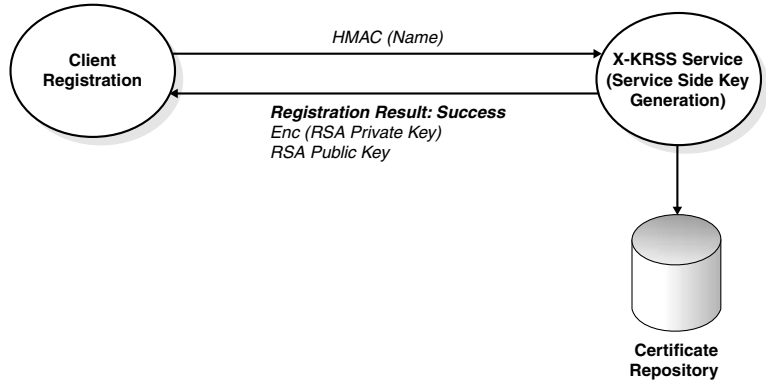 Client
Registration
HMAC (Name)
X-KRSS Service
(Service Side Key
Generation)
Registration Result: Success
Enc (RSA Private Key)
RSA Public Key
Certificate
Repository